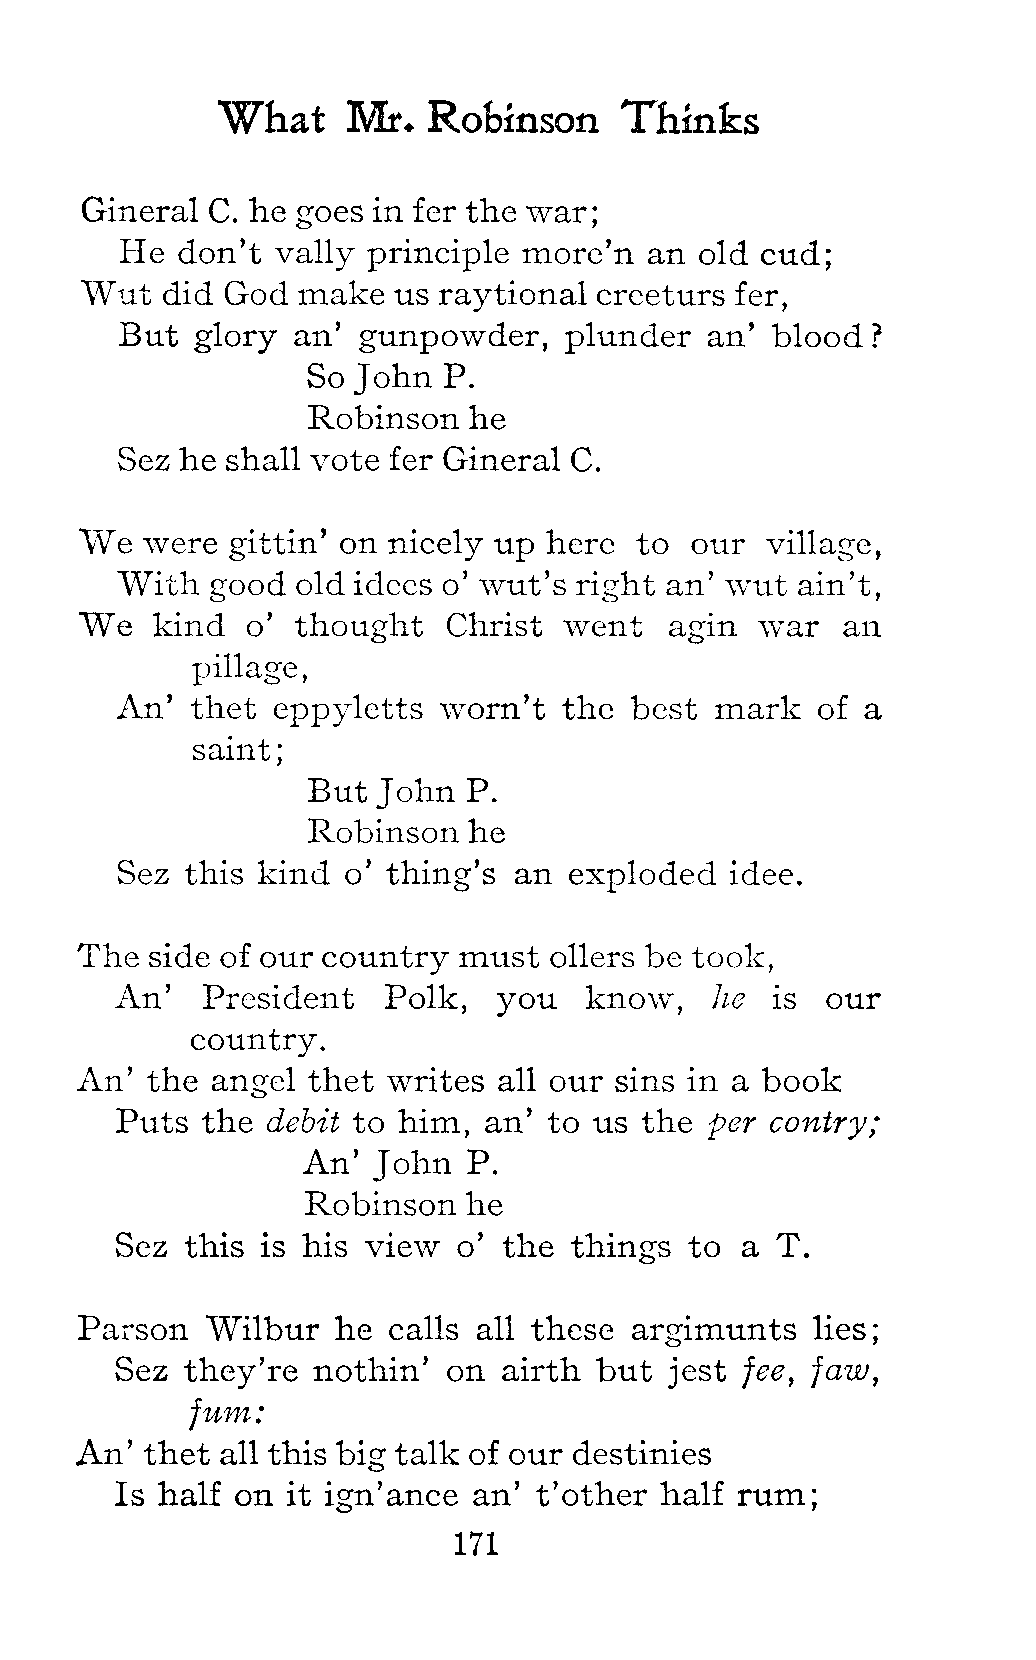 What Mr. Robinson Thinks
Gineral C. he goes in fer the war;
He don't vally principle more'n an old cud;
Wut did God make us raytional creeturs fer,
But glory an' gunpowder, plunder an' blood?
So John P.
Robinson he
Sez he shall vote fer Gineral C.
We were gittin' on nicely up here to our village,
With good old idees o' wut's right an' wut ain't,
We kind o' thought Christ went agin war an
pillage,
An' thet eppyletts worn't the best mark of a
saint;
But John P.
Robinson he
Sez this kind o' thing's an exploded idee.
The side of our country must ollers be took,
An' President Polk, you know, he is our
country.
An' the angel thet writes all our sins in a book
Puts the debit to him, an' to us the per contry;
An' John P.
Robinson he
Sez this is his view o' the things to a T.
Parson Wilbur he calls all these argimunts lies;
Sez they're nothin' on airth but jest fee, faw,
fum:
An' thet all this big talk of our destinies
Is half on it ign'ance an' t'other half rum;
171